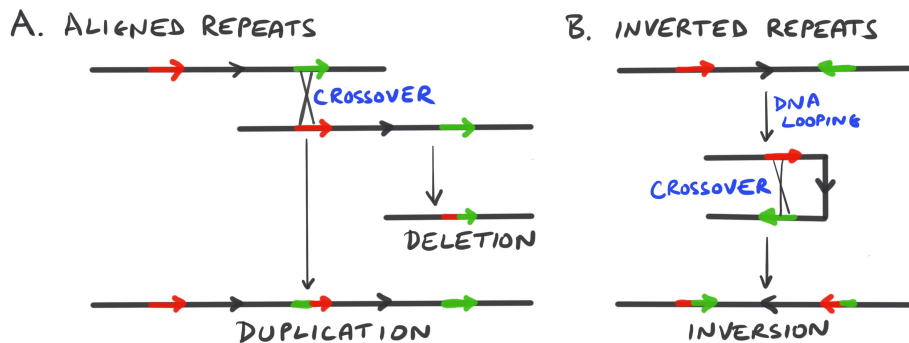 A. ALIGNED REPEATS
CROSSOVER
DELETION
DUPLICATION
B. INVERTED REPEATS
DNA
LOOPING
CROSSOVER
INVERSION